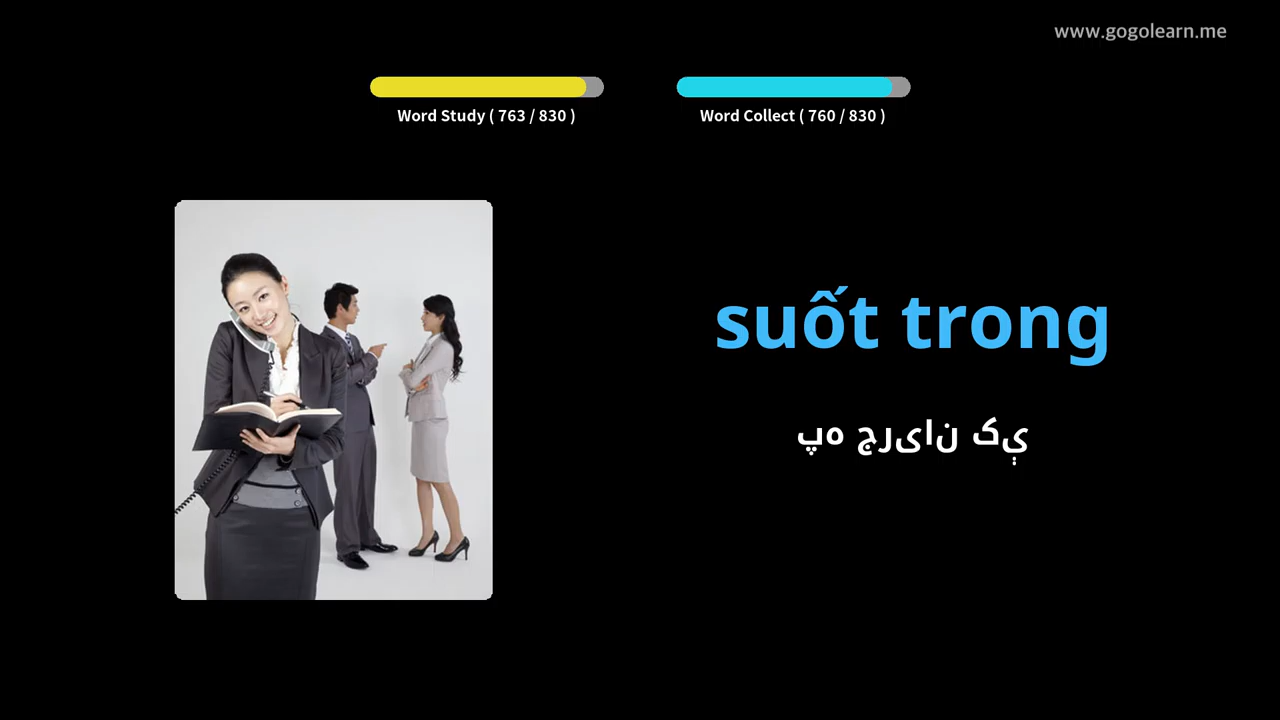 www.gogolearn.me
Word Study ( 763 / 830 )
Word Collect ( 760 / 830 )
suốt trong
په جریان کې